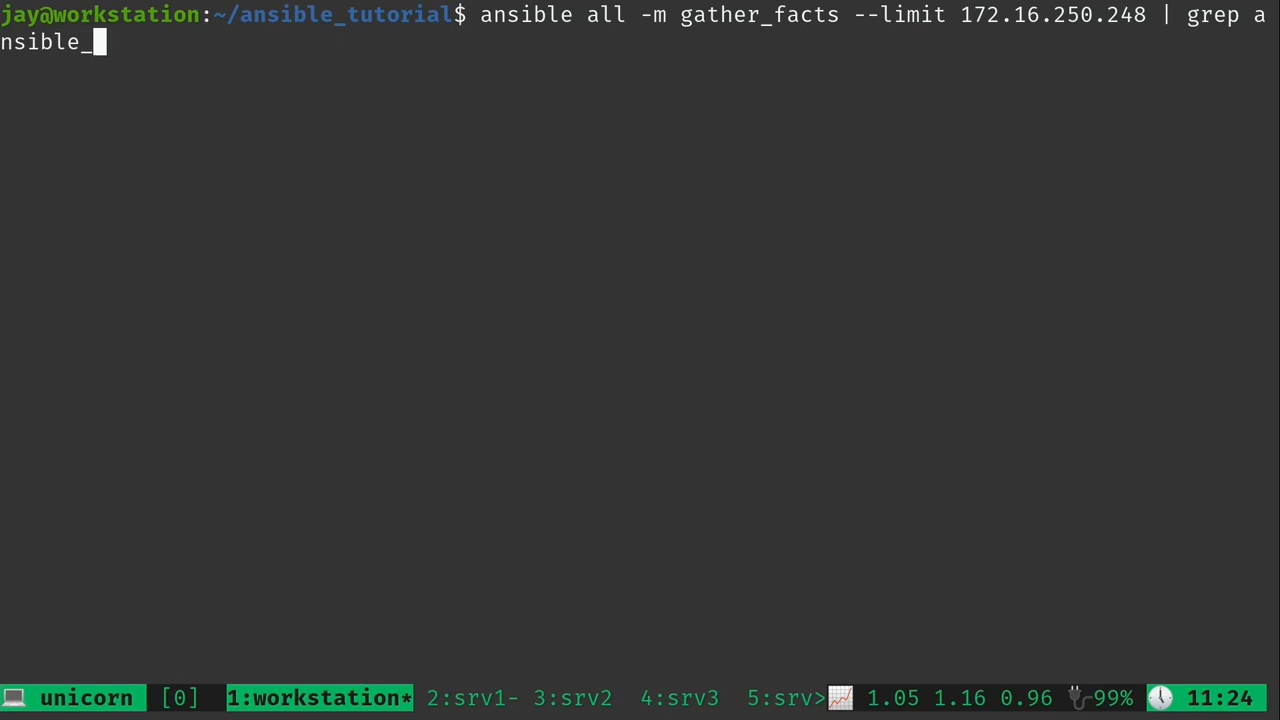 jay@workstation:~/ansible_tutorial$ ansible all -m gather_facts --limit 172.16.250.248 | grep a
nsible_
unicorn [0] 1:workstation* 2:srv1- 3:srv2 4:srv3 5:srv> 1.05 1.16 0.96 99% 11:24